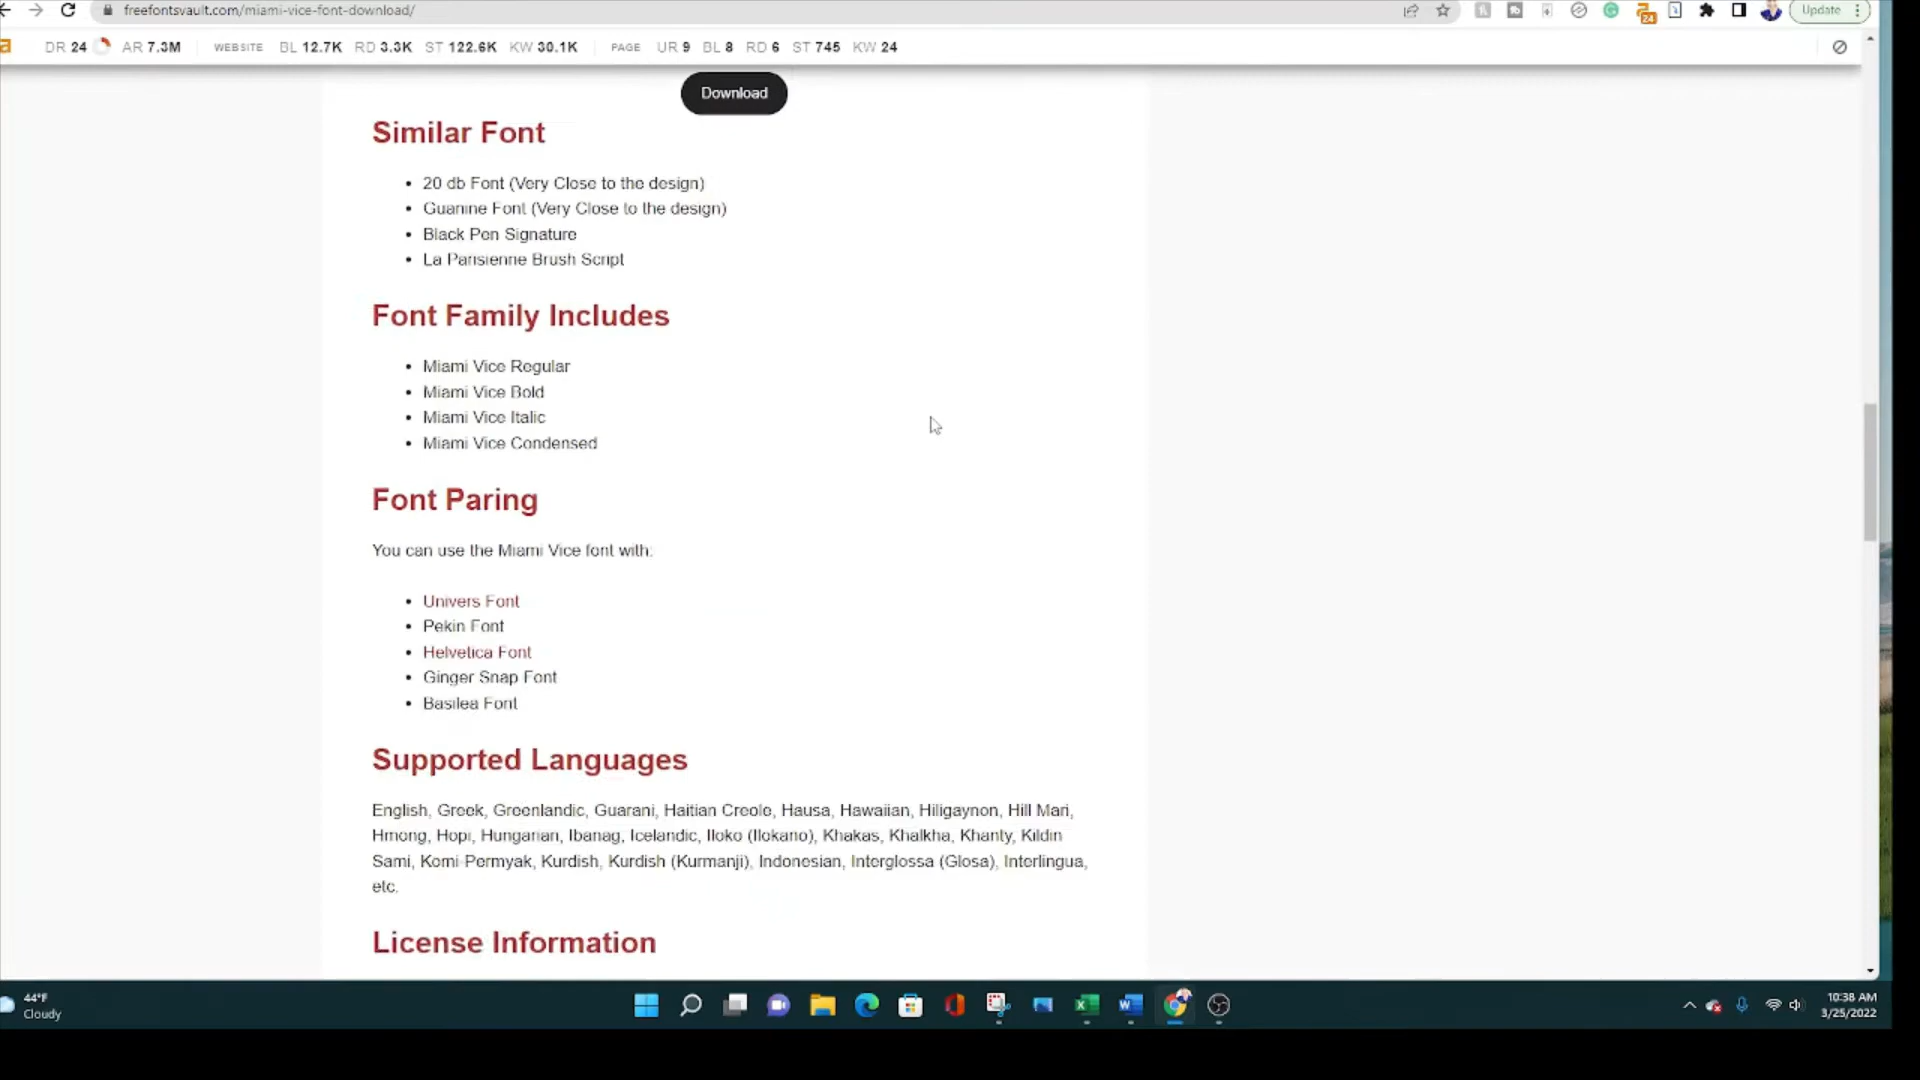 freefontsvault.com/miami-vice-font-download/
Update
DR 24 AR 7.3M WEBSITE BL 12.7K RD 3.3K ST 122.6K KW 30.1K PAGE UR 9 BL 8 RD 6 ST 745 KW 24
Download
Similar Font
20 db Font (Very Close to the design)
Guanine Font (Very Close to the design)
Black Pen Signature
La Parisienne Brush Script
Font Family Includes
Miami Vice Regular
Miami Vice Bold
Miami Vice Italic
Miami Vice Condensed
Font Paring
You can use the Miami Vice font with:
Univers Font
Pekin Font
Helvetica Font
Ginger Snap Font
Basilea Font
Supported Languages
English, Greek, Greenlandic, Guarani, Haitian Creole, Hausa, Hawaiian, Hiligaynon, Hill Mari,
Hmong, Hopi, Hungarian, Ibanag, Icelandic, Iloko (Ilokano), Khakas, Khalkha, Khanty, Kildin
Sami, Komi-Permyak, Kurdish, Kurdish (Kurmanji), Indonesian, Interglossa (Glosa), Interlingua,
etc.
License Information
44°F
Cloudy
10:38 AM
3/25/2022
24